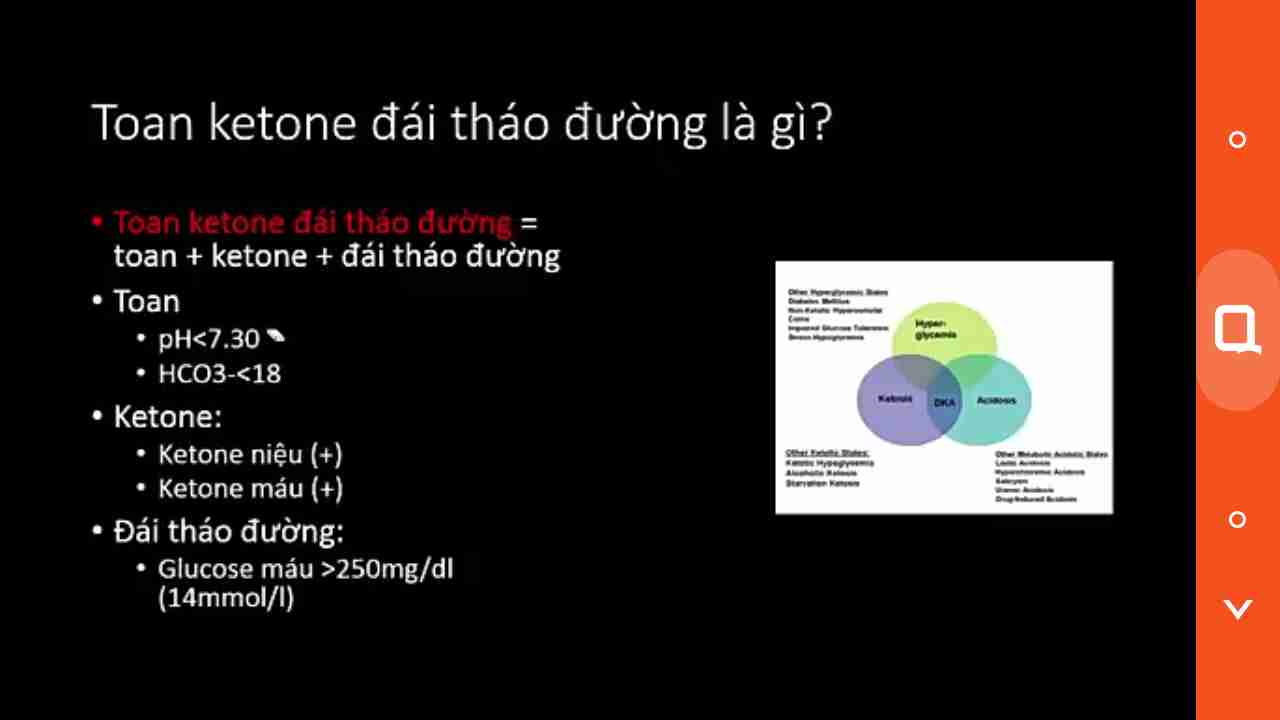 Toan ketone đái tháo đường là gì?
• Toan ketone đái tháo đường =
toan + ketone + đái tháo đường
• Toan
• pH<7.30
• HCO3-<18
• Ketone:
• Ketone niệu (+)
• Ketone máu (+)
• Đái tháo đường:
• Glucose máu >250mg/dl
(14mmol/l)
Other Hyperglycemic States
Diabetes Mellitus
Non-Ketotic Hyperosmolar
Coma
Impaired Glucose Tolerance
Stress Hyperglycemia
Hyper-
glycemia
Ketosis
DKA
Acidosis
Other Ketotic States:
Ketotic Hypoglycemia
Alcoholic Ketosis
Starvation Ketosis
Other Metabolic Acidotic States
Lactic Acidosis
Hyperchloremic Acidosis
Uremic Acidosis
Drug-Induced Acidosis